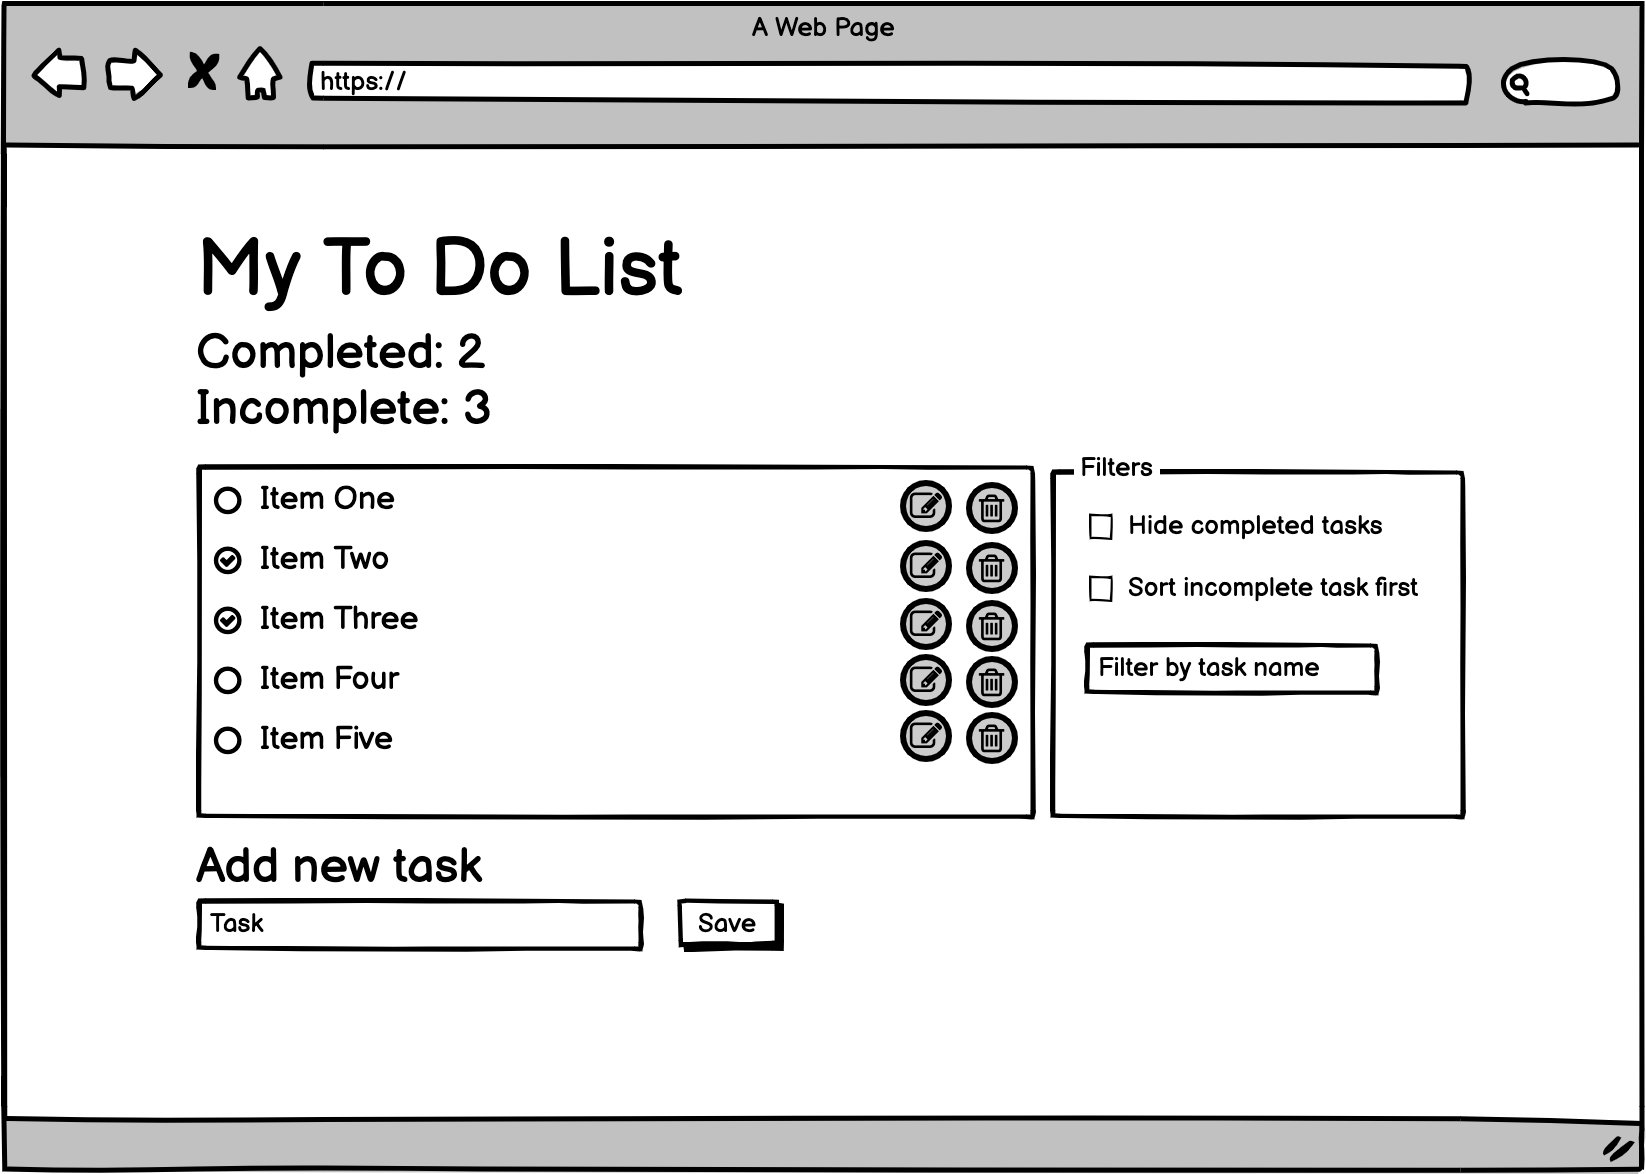 A Web Page
https://
My To Do List
Completed: 2
Incomplete: 3
Item One
Item Two
Item Three
Item Four
Item Five
Filters
Hide completed tasks
Sort incomplete task first
Filter by task name
Add new task
Task
Save